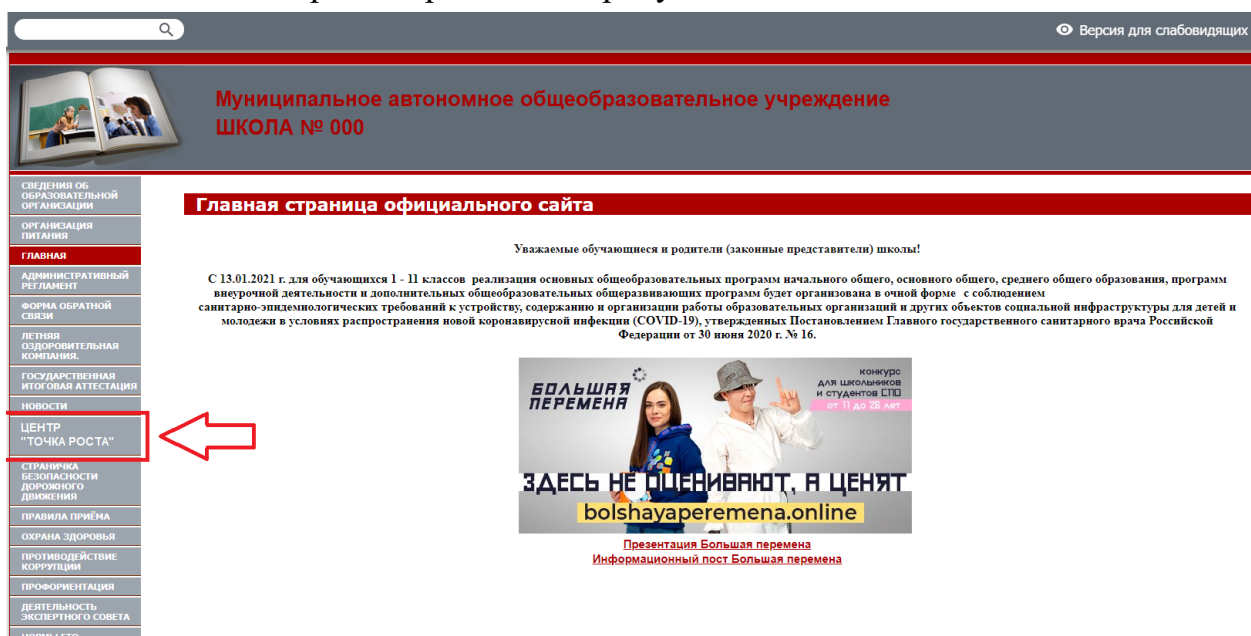 Версия для слабовидящих
Муниципальное автономное общеобразовательное учреждение
ШКОЛА № 000
СВЕДЕНИЯ ОБ
ОБРАЗОВАТЕЛЬНОЙ
ОРГАНИЗАЦИИ
ОРГАНИЗАЦИЯ
ПИТАНИЯ
ГЛАВНАЯ
АДМИНИСТРАТИВНЫЙ
РЕГЛАМЕНТ
ФОРМА ОБРАТНОЙ
СВЯЗИ
ЛЕТНЯЯ
ОЗДОРОВИТЕЛЬНАЯ
КОМПАНИЯ.
ГОСУДАРСТВЕННАЯ
ИТОГОВАЯ АТТЕСТАЦИЯ
НОВОСТИ
ЦЕНТР
"ТОЧКА РОСТА"
СТРАНИЧКА
БЕЗОПАСНОСТИ
ДОРОЖНОГО
ДВИЖЕНИЯ
ПРАВИЛА ПРИЁМА
ОХРАНА ЗДОРОВЬЯ
ПРОТИВОДЕЙСТВИЕ
КОРРУПЦИИ
ПРОФОРИЕНТАЦИЯ
ДЕЯТЕЛЬНОСТЬ
ЭКСПЕРТНОГО СОВЕТА
Главная страница официального сайта
Уважаемые обучающиеся и родители (законные представители) школы!
С 13.01.2021 г. для обучающихся 1 - 11 классов реализация основных общеобразовательных программ начального общего, основного общего, среднего общего образования, программ
внеурочной деятельности и дополнительных общеобразовательных общеразвивающих программ будет организована в очной форме с соблюдением
санитарно-эпидемиологических требований к устройству, содержанию и организации работы образовательных организаций и других объектов социальной инфраструктуры для детей и
молодежи в условиях распространения новой коронавирусной инфекции (COVID-19), утвержденных Постановлением Главного государственного санитарного врача Российской
Федерации от 30 июня 2020 г. № 16.
БОЛЬШАЯ
ПЕРЕМЕНА
конкурс
для школьников
и студентов СПО
от 11 до 25 лет
ЗДЕСЬ НЕ ОЦЕНИВАЮТ, А ЦЕНЯТ
bolshayaperemena.online
Презентация Большая перемена
Информационный пост Большая перемена